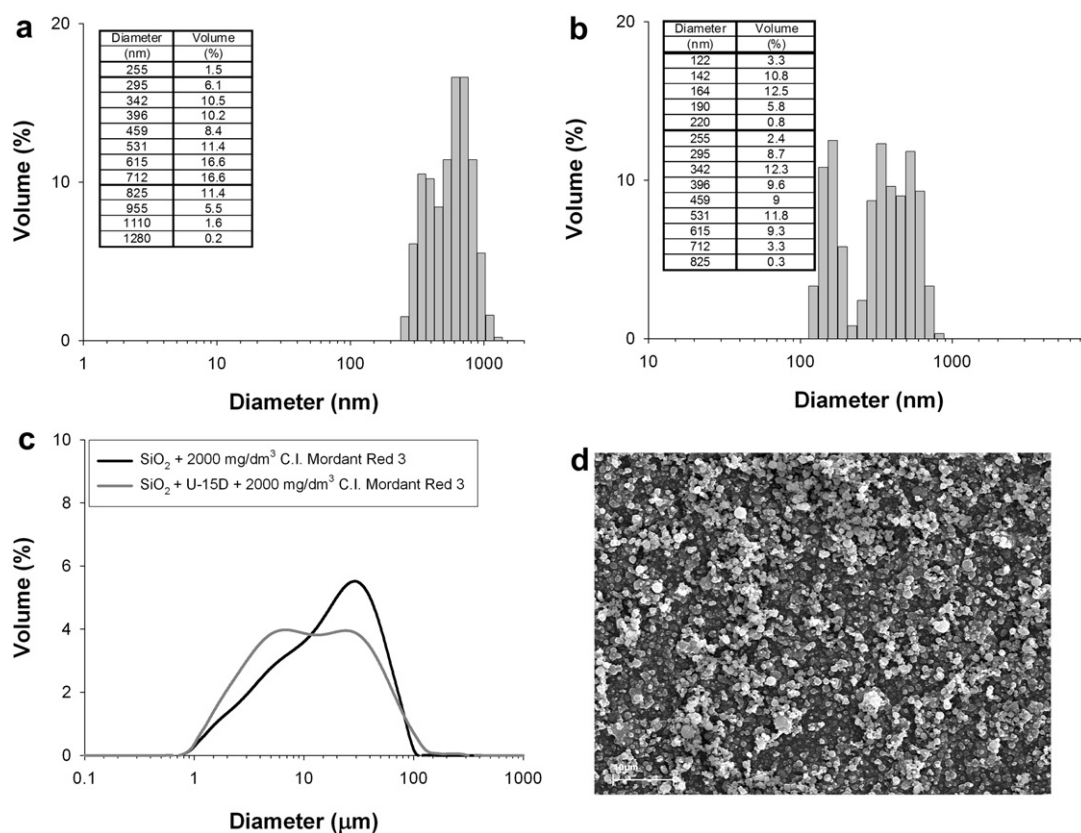 a
20
10
0
Volume (%)
Diameter Volume
(nm) (%)
255 1.5
295 6.1
342 10.5
396 10.2
459 8.4
531 11.4
615 16.6
712 16.6
825 11.4
955 5.5
1110 1.6
1280 0.2
1 10 100 1000
Diameter (nm)
b
20
10
0
Volume (%)
Diameter Volume
(nm) (%)
122 3.3
142 10.8
164 12.5
190 5.8
220 0.8
255 2.4
295 8.7
342 12.3
396 9.6
459 9
531 11.8
615 9.3
712 3.3
825 0.3
10 100 1000
Diameter (nm)
c
10
8
6
4
2
0
Volume (%)
SiO₂ + 2000 mg/dm³ C.I. Mordant Red 3
SiO₂ + U-15D + 2000 mg/dm³ C.I. Mordant Red 3
0.1 1 10 100 1000
Diameter (μm)
d
10μm